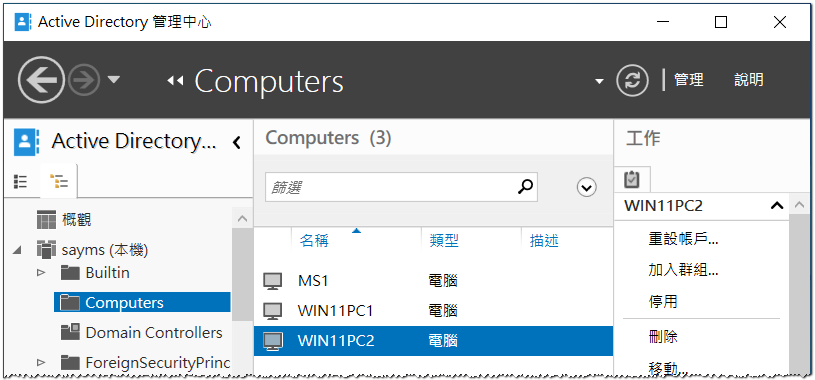 Active Directory 管理中心
Computers
管理
說明
Active Directory...
概觀
sayms (本機)
Builtin
Computers
Domain Controllers
ForeignSecurityPrinc
Computers (3)
篩選
名稱 類型 描述
MS1 電腦
WIN11PC1 電腦
WIN11PC2 電腦
工作
WIN11PC2
重設帳戶...
加入群組...
停用
刪除
移動...